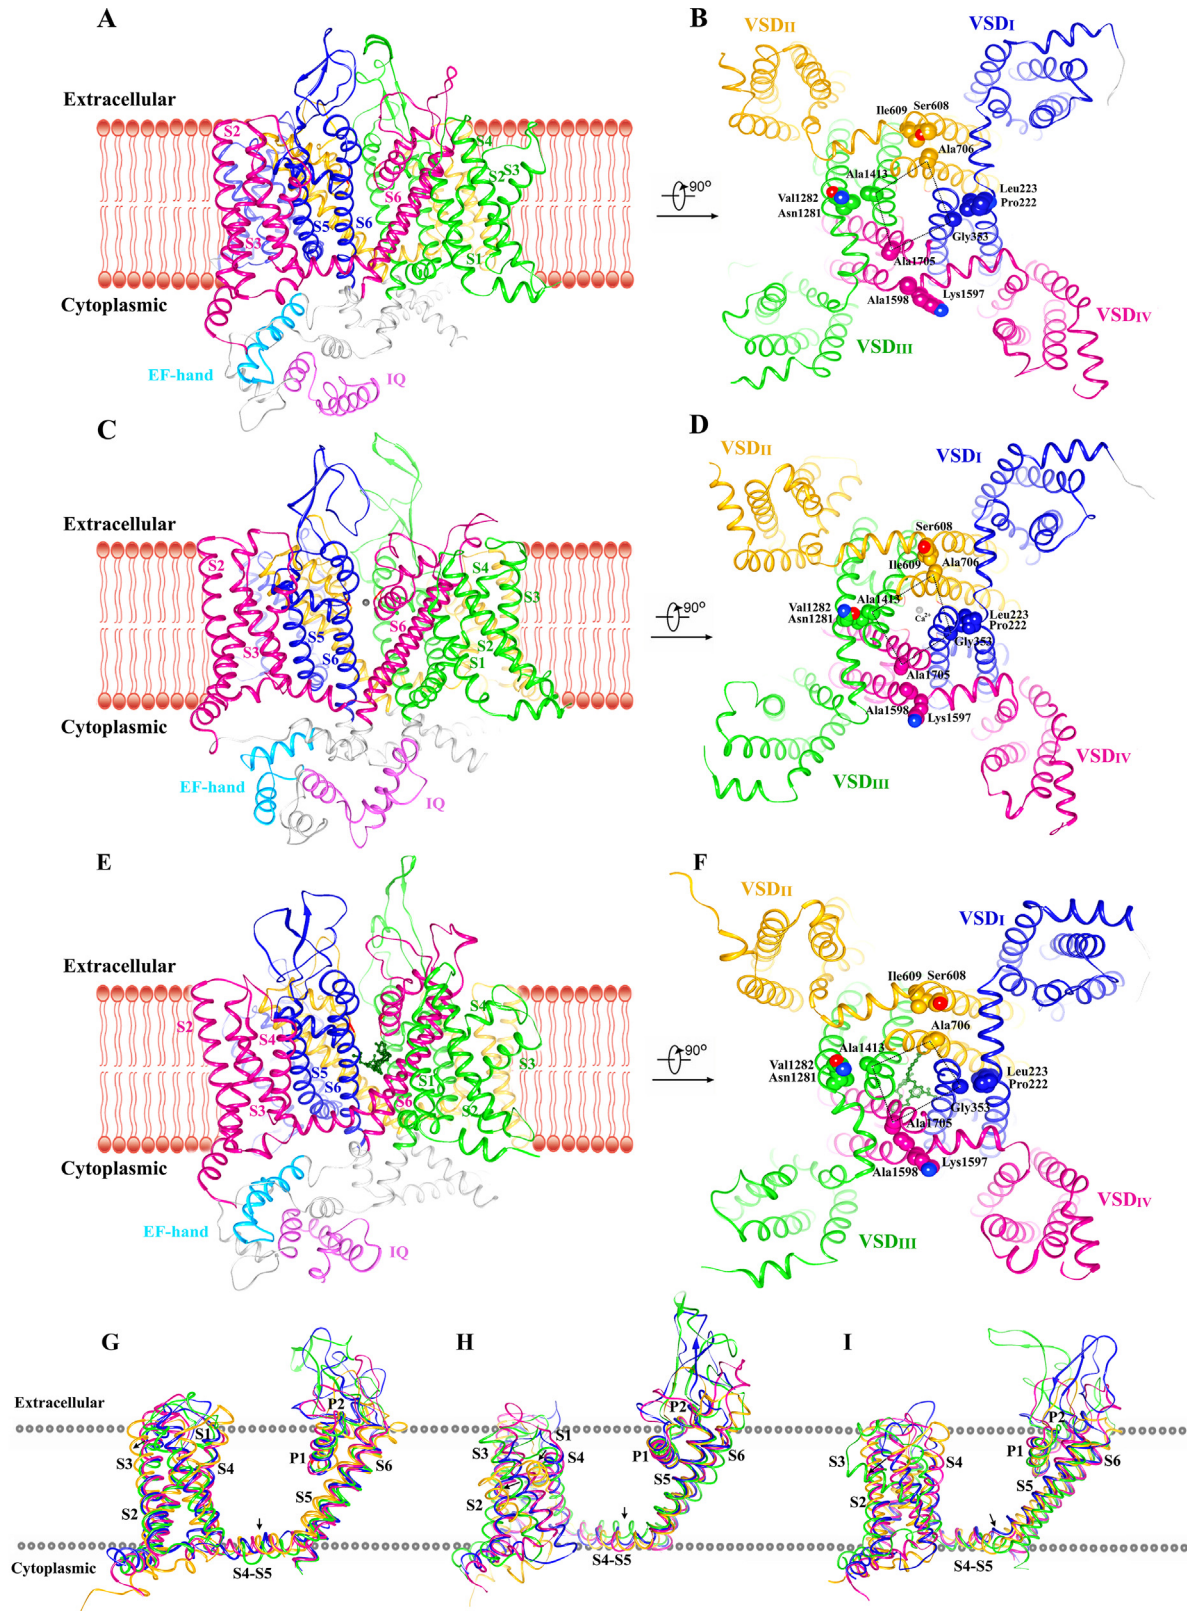 A
Extracellular
S2
S4
S3
S2
S6
S5
S6
S3
S1
Cytoplasmic
EF-hand
IQ
90°
B
VSDII
VSDI
Ile609
Ser608
Ala706
Ala1413
Val1282
Asn1281
Leu223
Pro222
Gly353
Ala1705
Lys1597
Ala1598
VSDIII
VSDIV
C
Extracellular
S2
S4
S3
S6
S5
S6
S3
S2
S1
Cytoplasmic
EF-hand
IQ
90°
D
VSDII
VSDI
Ser608
Ile609
Ala706
Ala1413
Val1282
Asn1281
Ca2+
Leu223
Pro222
Gly353
Ala1705
Ala1598
Lys1597
VSDIII
VSDIV
E
Extracellular
S2
S4
S4
S3
S5
S6
S1
S6
S2
S3
Cytoplasmic
EF-hand
IQ
90°
F
VSDII
VSDI
Ile609
Ser608
Ala706
Ala1413
Val1282
Asn1281
Leu223
Pro222
Gly353
Ala1705
Ala1598
Lys1597
VSDIII
VSDIV
G
Extracellular
P2
S1
S3
S4
P1
S6
S5
S2
S4-S5
Cytoplasmic
H
P2
S1
S3
S4
P1
S6
S5
S2
S4-S5
I
P2
P1
S3
S4
S6
S5
S2
S4-S5